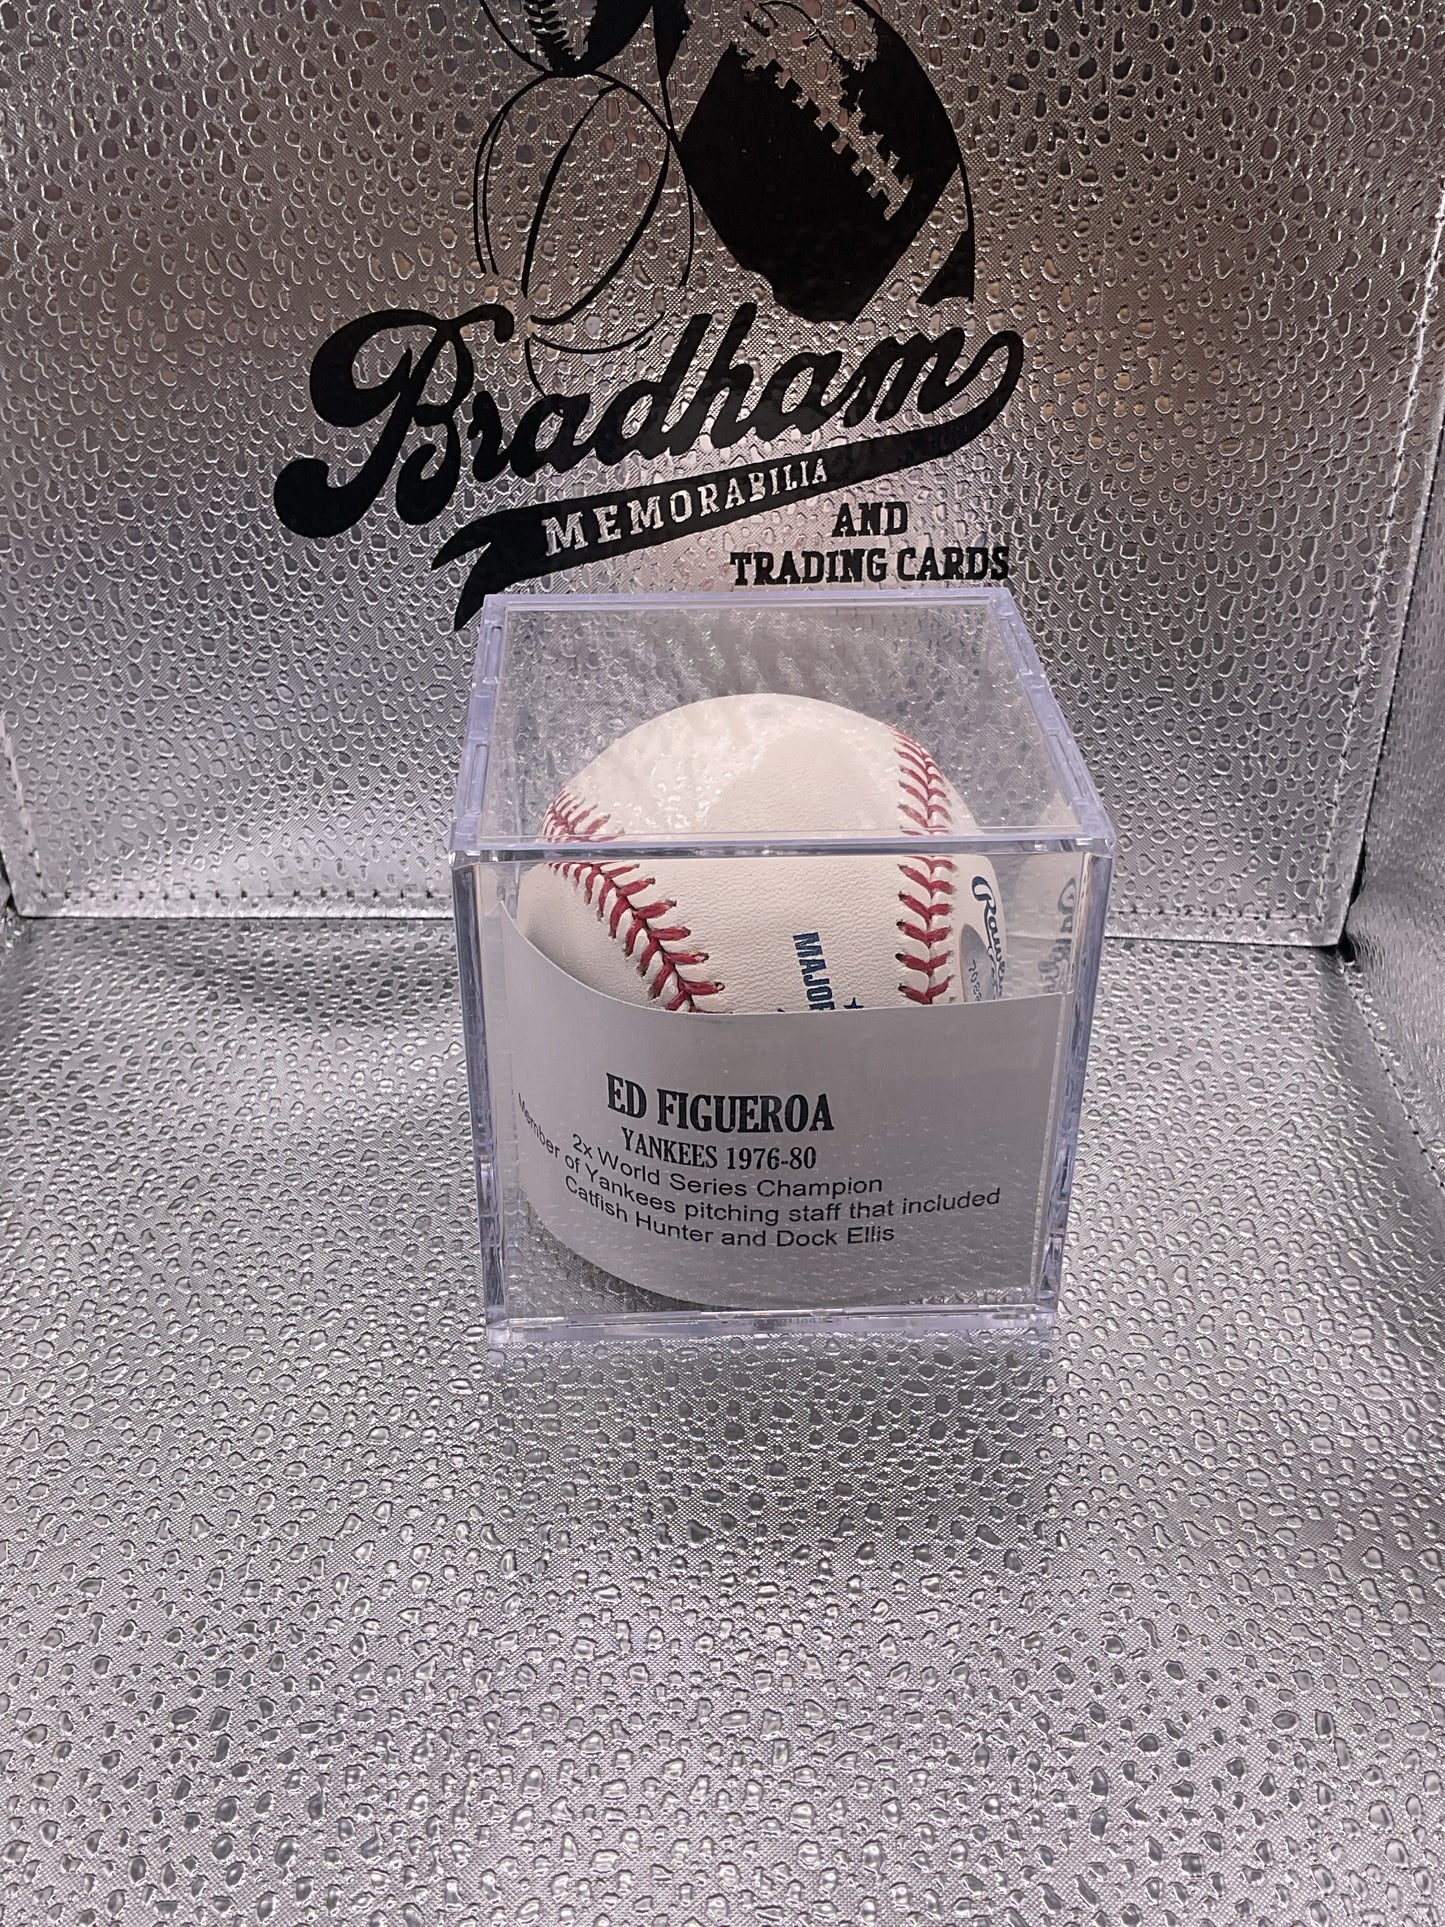 Bradham
MEMORABILIA
AND
TRADING CARDS
MAJOR
ED FIGUEROA
YANKEES 1976-80
2x World Series Champion
Member of Yankees pitching staff that included
Catfish Hunter and Dock Ellis